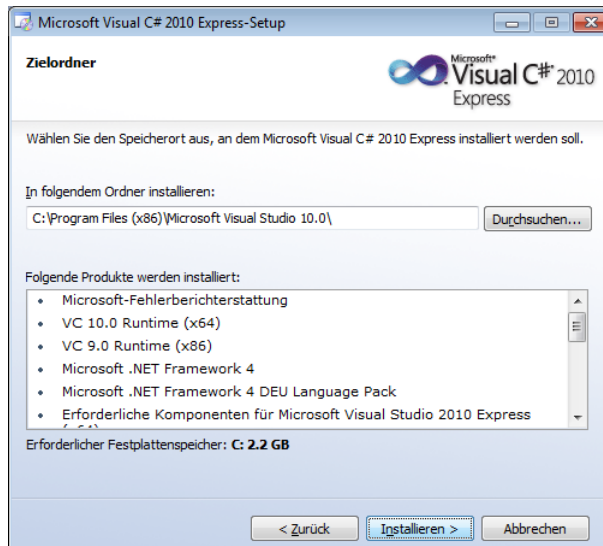 Microsoft Visual C# 2010 Express-Setup
Zielordner
Microsoft®
Visual C#® 2010
Express
Wählen Sie den Speicherort aus, an dem Microsoft Visual C# 2010 Express installiert werden soll.
In folgendem Ordner installieren:
C:\Program Files (x86)\Microsoft Visual Studio 10.0\
Durchsuchen...
Folgende Produkte werden installiert:
• Microsoft-Fehlerberichterstattung
• VC 10.0 Runtime (x64)
• VC 9.0 Runtime (x86)
• Microsoft .NET Framework 4
• Microsoft .NET Framework 4 DEU Language Pack
• Erforderliche Komponenten für Microsoft Visual Studio 2010 Express
Erforderlicher Festplattenspeicher: C: 2.2 GB
< Zurück
Installieren >
Abbrechen